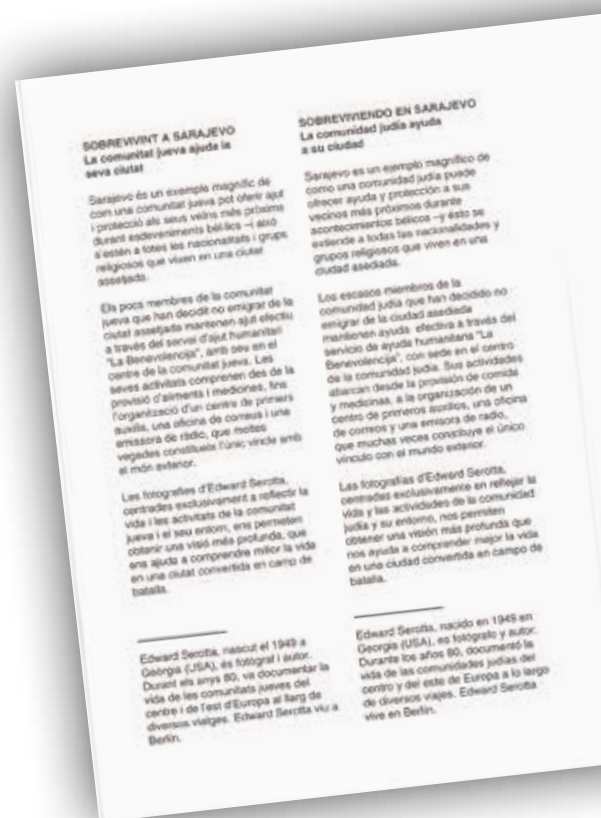 SOBREVIVINT A SARAJEVO
La comunitat jueva ajuda la
seva ciutat
Sarajevo és un exemple magnífic de
com una comunitat jueva pot oferir ajut
i protecció als seus veïns més pròxims
durant esdeveniments bèl·lics –i això
s'estén a totes les nacionalitats i grups
religiosos que viuen en una ciutat
assetjada.
Els pocs membres de la comunitat
jueva que han decidit no emigrar de la
ciutat assetjada mantenen ajut efectiu
a través del servei d'ajut humanitari
"La Benevolencija", amb seu en el
centre de la comunitat jueva. Les
seves activitats comprenen des de la
provisió d'aliments i medicines, fins
l'organització d'un centre de primers
auxilis, una oficina de correus i una
emissora de ràdio, que moltes
vegades constitueix l'únic vincle amb
el món exterior.
Les fotografies d'Edward Serotta,
centrades exclusivament a reflectir la
vida i les activitats de la comunitat
jueva i el seu entorn, ens permeten
obtenir una visió més profunda, que
ens ajuda a comprendre millor la vida
en una ciutat convertida en camp de
batalla.
Edward Serotta, nascut el 1949 a
Geòrgia (USA), és fotògraf i autor.
Durant els anys 80, va documentar la
vida de les comunitats jueves del
centre i de l'est d'Europa al llarg de
diversos viatges. Edward Serotta viu a
Berlín.
SOBREVIVIENDO EN SARAJEVO
La comunidad judía ayuda
a su ciudad
Sarajevo es un ejemplo magnífico de
como una comunidad judía puede
ofrecer ayuda y protección a sus
vecinos más próximos durante
acontecimientos bélicos –y ésto se
extiende a todas las nacionalidades y
grupos religiosos que viven en una
ciudad asediada.
Los escasos miembros de la
comunidad judía que han decidido no
emigrar de la ciudad asediada
mantienen ayuda efectiva a través del
servicio de ayuda humanitaria "La
Benevolencija", con sede en el centro
de la comunidad judía. Sus actividades
abarcan desde la provisión de comida
y medicinas, a la organización de un
centro de primeros auxilios, una oficina
de correos y una emisora de radio,
que muchas veces constituye el único
vínculo con el mundo exterior.
Las fotografías d'Edward Serotta,
centradas exclusivamente en reflejar la
vida y las actividades de la comunidad
judía y su entorno, nos permiten
obtener una visión más profunda que
nos ayuda a comprender mejor la vida
en una ciudad convertida en campo de
batalla.
Edward Serotta, nacido en 1949 en
Georgia (USA), es fotógrafo y autor.
Durante los años 80, documentó la
vida de las comunidades judías del
centro y del este de Europa a lo largo
de diversos viajes. Edward Serotta
vive en Berlín.